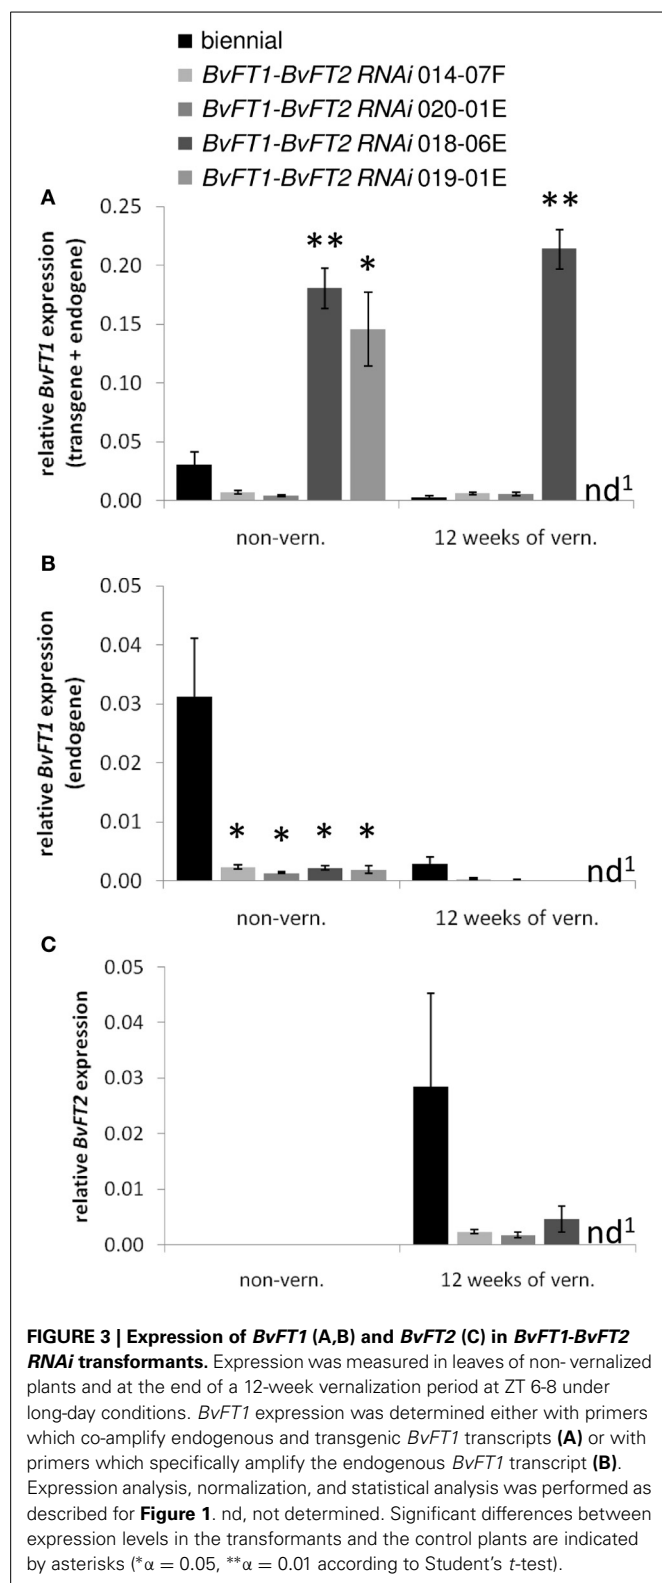 biennial
BvFT1-BvFT2 RNAi 014-07F
BvFT1-BvFT2 RNAi 020-01E
BvFT1-BvFT2 RNAi 018-06E
BvFT1-BvFT2 RNAi 019-01E
A
relative BvFT1 expression
(transgene + endogene)
0.25
0.20
0.15
0.10
0.05
0.00
**
*
**
nd¹
non-vern.
12 weeks of vern.
B
relative BvFT1 expression
(endogene)
0.05
0.04
0.03
0.02
0.01
0.00
*
*
*
*
nd¹
non-vern.
12 weeks of vern.
C
relative BvFT2 expression
0.05
0.04
0.03
0.02
0.01
0.00
nd¹
non-vern.
12 weeks of vern.
FIGURE 3 | Expression of BvFT1 (A,B) and BvFT2 (C) in BvFT1-BvFT2
RNAi transformants. Expression was measured in leaves of non- vernalized
plants and at the end of a 12-week vernalization period at ZT 6-8 under
long-day conditions. BvFT1 expression was determined either with primers
which co-amplify endogenous and transgenic BvFT1 transcripts (A) or with
primers which specifically amplify the endogenous BvFT1 transcript (B).
Expression analysis, normalization, and statistical analysis was performed as
described for Figure 1. nd, not determined. Significant differences between
expression levels in the transformants and the control plants are indicated
by asterisks (*α = 0.05, **α = 0.01 according to Student's t-test).